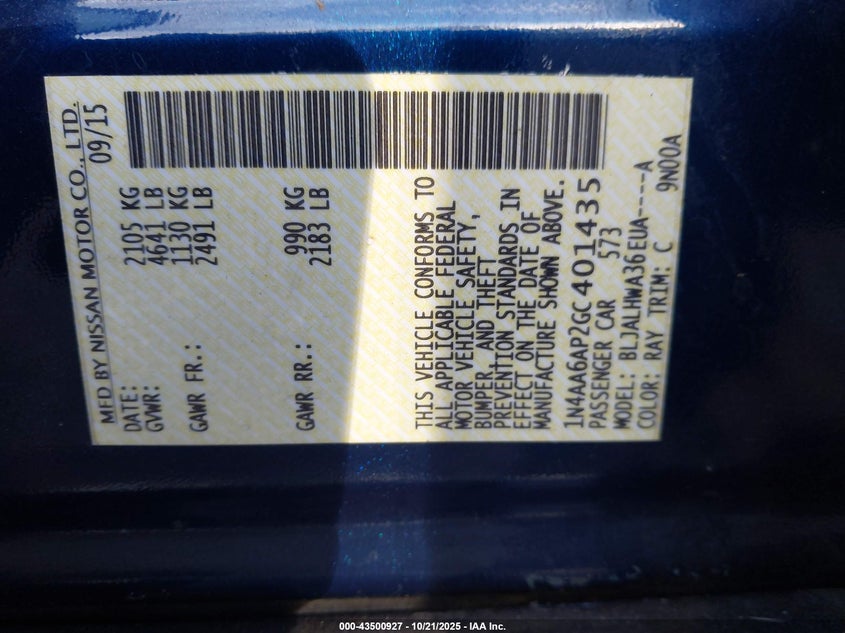 MFD BY NISSAN MOTOR CO., LTD.
DATE: 09/15
GVWR: 2105 KG
4641 LB
GAWR FR.: 1130 KG
2491 LB
GAWR RR.: 990 KG
2183 LB
THIS VEHICLE CONFORMS TO
ALL APPLICABLE FEDERAL
MOTOR VEHICLE SAFETY,
BUMPER, AND THEFT
PREVENTION STANDARDS IN
EFFECT ON THE DATE OF
MANUFACTURE SHOWN ABOVE.
1N4AA6AP2GC401435
PASSENGER CAR 573
MODEL: BLJALHWA36EUA----A
COLOR: RAY TRIM: C 9N00A
000-43500927 - 10/21/2025 - IAA Inc.